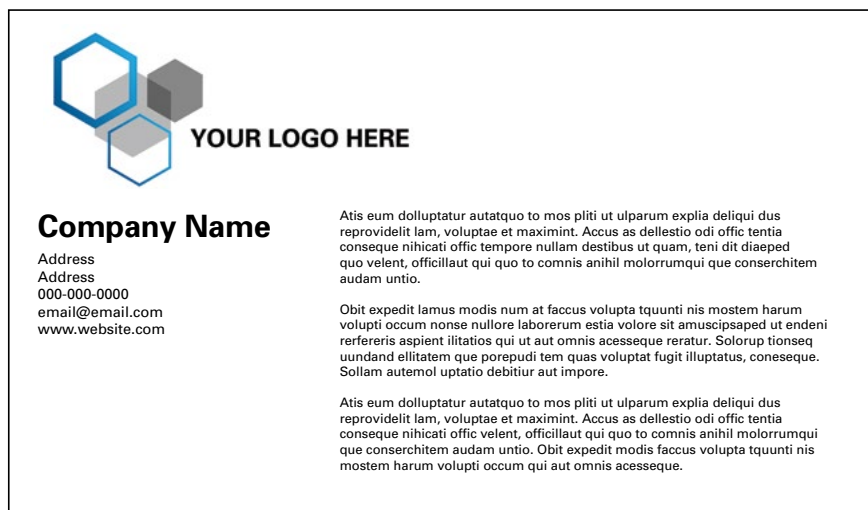 YOUR LOGO HERE
Company Name
Address
Address
000-000-0000
email@email.com
www.website.com
Atis eum dolluptatur autatquo to mos pliti ut ulparum explia deliqui dus
reprovidelit lam, voluptae et maximint. Accus as dellestio odi offic tentia
conseque nihicati offic tempore nullam destibus ut quam, teni dit diaeped
quo velent, officillaut qui quo to comnis anihil molorrumqui que conserchitem
audam untio.
Obit expedit lamus modis num at faccus volupta tquunti nis mostem harum
volupti occum nonse nullore laborerum estia volore sit amuscipsaped ut endeni
rerfereris aspient ilitatios qui ut aut omnis acesseque reratur. Solorup tionseq
uundand ellitatem que porepudi tem quas voluptat fugit illuptatus, coneseque.
Sollam autemol uptatio debitiur aut impore.
Atis eum dolluptatur autatquo to mos pliti ut ulparum explia deliqui dus
reprovidelit lam, voluptae et maximint. Accus as dellestio odi offic tentia
conseque nihicati offic velent, officillaut qui quo to comnis anihil molorrumqui
que conserchitem audam untio. Obit expedit modis faccus volupta tquunti nis
mostem harum volupti occum qui aut omnis acesseque.